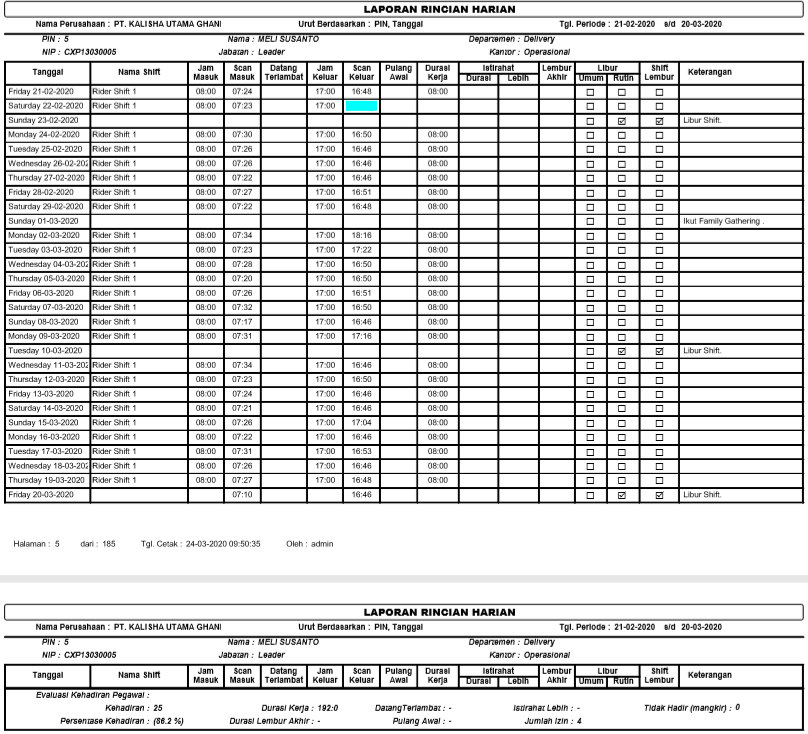 LAPORAN RINCIAN HARIAN
Nama Perusahaan : PT. KALISHA UTAMA GHANI Urut Berdasarkan : PIN, Tanggal Tgl. Periode : 21-02-2020 s/d 20-03-2020
PIN : 5 Nama : MELI SUSANTO Departemen : Delivery
NIP : CXP13030005 Jabatan : Leader Kantor : Operasional
Tanggal Nama Shift Jam Masuk Scan Masuk Datang Terlambat Jam Keluar Scan Keluar Pulang Awal Durasi Kerja Istirahat Durasi Lebih Lembur Akhir Libur Umum Rutin Shift Lembur Keterangan
Friday 21-02-2020 Rider Shift 1 08:00 07:24 17:00 16:48 08:00
Saturday 22-02-2020 Rider Shift 1 08:00 07:23 17:00
Sunday 23-02-2020 Libur Shift.
Monday 24-02-2020 Rider Shift 1 08:00 07:30 17:00 16:50 08:00
Tuesday 25-02-2020 Rider Shift 1 08:00 07:26 17:00 16:46 08:00
Wednesday 26-02-202 Rider Shift 1 08:00 07:26 17:00 16:46 08:00
Thursday 27-02-2020 Rider Shift 1 08:00 07:22 17:00 16:46 08:00
Friday 28-02-2020 Rider Shift 1 08:00 07:27 17:00 16:51 08:00
Saturday 29-02-2020 Rider Shift 1 08:00 07:22 17:00 16:48 08:00
Sunday 01-03-2020 Ikut Family Gathering .
Monday 02-03-2020 Rider Shift 1 08:00 07:34 17:00 18:16 08:00
Tuesday 03-03-2020 Rider Shift 1 08:00 07:23 17:00 17:22 08:00
Wednesday 04-03-202 Rider Shift 1 08:00 07:28 17:00 16:50 08:00
Thursday 05-03-2020 Rider Shift 1 08:00 07:20 17:00 16:50 08:00
Friday 06-03-2020 Rider Shift 1 08:00 07:26 17:00 16:51 08:00
Saturday 07-03-2020 Rider Shift 1 08:00 07:32 17:00 16:50 08:00
Sunday 08-03-2020 Rider Shift 1 08:00 07:17 17:00 16:46 08:00
Monday 09-03-2020 Rider Shift 1 08:00 07:31 17:00 17:16 08:00
Tuesday 10-03-2020 Libur Shift.
Wednesday 11-03-202 Rider Shift 1 08:00 07:34 17:00 16:46 08:00
Thursday 12-03-2020 Rider Shift 1 08:00 07:23 17:00 16:50 08:00
Friday 13-03-2020 Rider Shift 1 08:00 07:24 17:00 16:46 08:00
Saturday 14-03-2020 Rider Shift 1 08:00 07:21 17:00 16:46 08:00
Sunday 15-03-2020 Rider Shift 1 08:00 07:26 17:00 17:04 08:00
Monday 16-03-2020 Rider Shift 1 08:00 07:22 17:00 16:46 08:00
Tuesday 17-03-2020 Rider Shift 1 08:00 07:31 17:00 16:53 08:00
Wednesday 18-03-202 Rider Shift 1 08:00 07:26 17:00 16:46 08:00
Thursday 19-03-2020 Rider Shift 1 08:00 07:27 17:00 16:48 08:00
Friday 20-03-2020 07:10 16:46 Libur Shift.
Halaman : 5 dari : 185 Tgl. Cetak : 24-03-2020 09:50:35 Oleh : admin
LAPORAN RINCIAN HARIAN
Nama Perusahaan : PT. KALISHA UTAMA GHANI Urut Berdasarkan : PIN, Tanggal Tgl. Periode : 21-02-2020 s/d 20-03-2020
PIN : 5 Nama : MELI SUSANTO Departemen : Delivery
NIP : CXP13030005 Jabatan : Leader Kantor : Operasional
Tanggal Nama Shift Jam Masuk Scan Masuk Datang Terlambat Jam Keluar Scan Keluar Pulang Awal Durasi Kerja Istirahat Durasi Lebih Lembur Akhir Libur Umum Rutin Shift Lembur Keterangan
Evaluasi Kehadiran Pegawai :
Kehadiran : 25 Durasi Kerja : 192:0 DatangTerlambat : - Istirahat Lebih : - Tidak Hadir (mangkir) : 0
Persentase Kehadiran : (86.2 %) Durasi Lembur Akhir : - Pulang Awal : - Jumlah Izin : 4